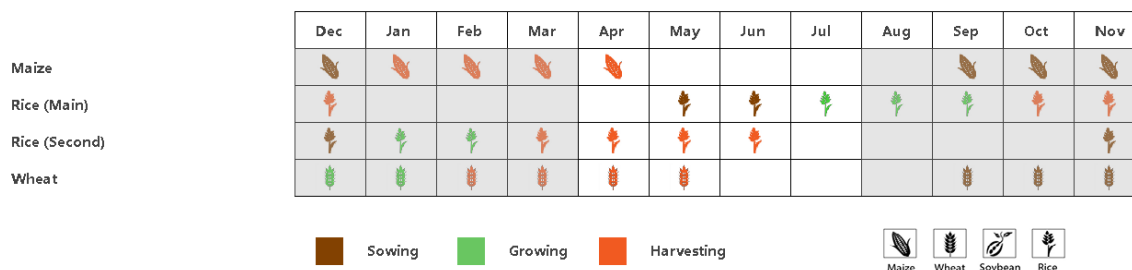 Dec Jan Feb Mar Apr May Jun Jul Aug Sep Oct Nov
Maize
Rice (Main)
Rice (Second)
Wheat
Sowing Growing Harvesting
Maize Wheat Soybean Rice